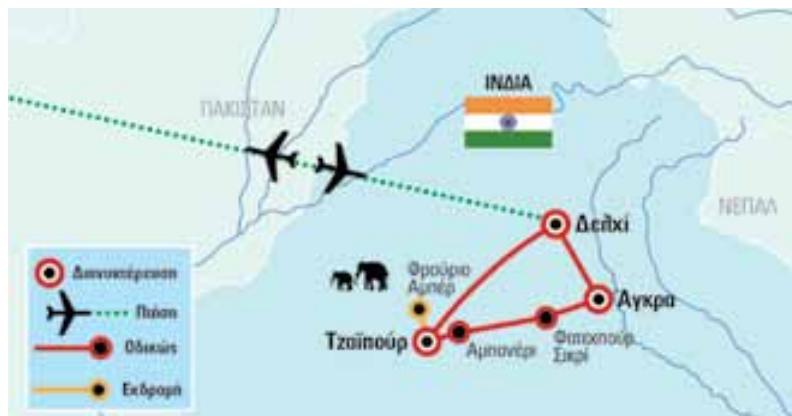 ΙΝΔΙΑ
ΠΑΚΙΣΤΑΝ
ΝΕΠΑΛ
Δελχί
Φρούριο
Αμπέρ
Άγκρα
Τζαϊπούρ
Αμπανέρι
Φατεχπούρ
Σικρί
Διανυκτέρευση
Πτήση
Οδικώς
Εκδρομή